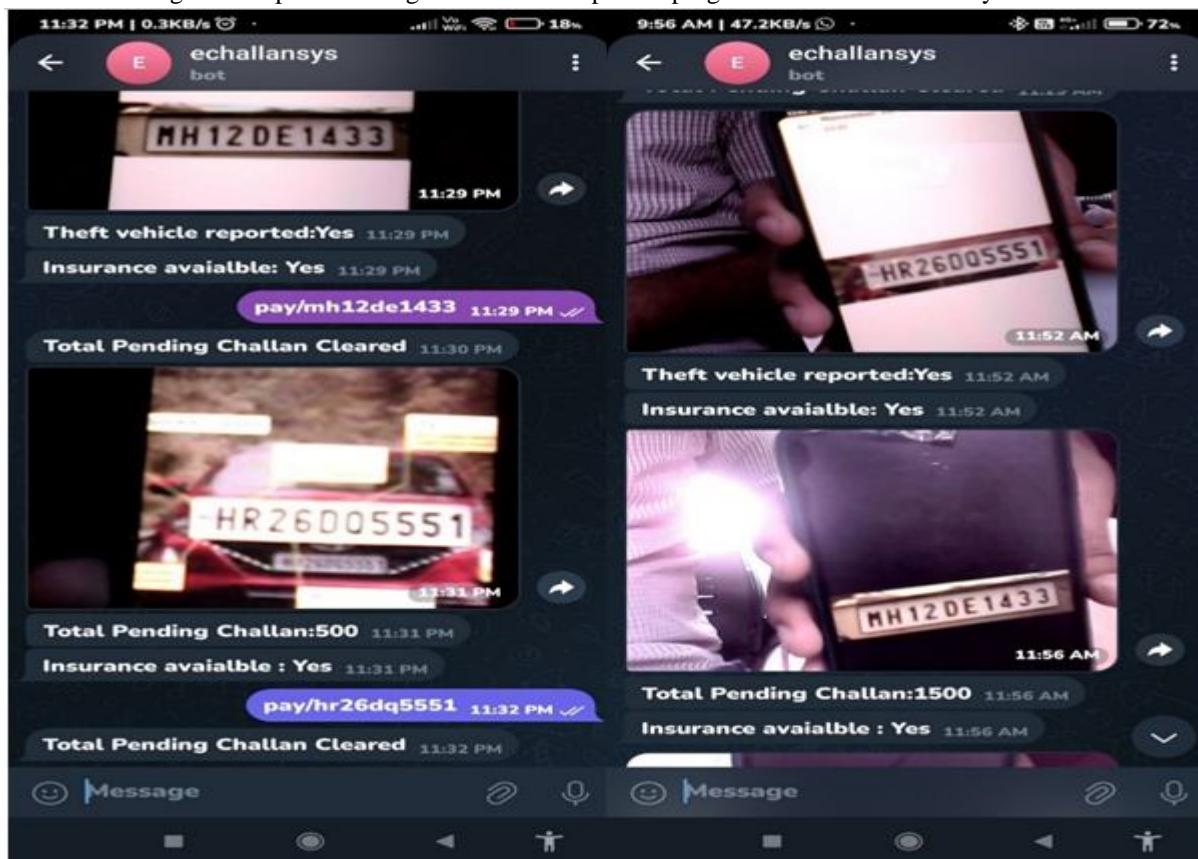 11:32 PM | 0.3KB/s
Vo
WiFi
18%
E
echallansys
bot
MH12DE1433
11:29 PM
Theft vehicle reported:Yes 11:29 PM
Insurance avaialble: Yes 11:29 PM
pay/mh12de1433 11:29 PM
Total Pending Challan Cleared 11:30 PM
HR26DQ5551
11:31 PM
Total Pending Challan:500 11:31 PM
Insurance avaialble : Yes 11:31 PM
pay/hr26dq5551 11:32 PM
Total Pending Challan Cleared 11:32 PM
Message
9:56 AM | 47.2KB/s
72%
E
echallansys
bot
HR26DQ5551
11:52 AM
Theft vehicle reported:Yes 11:52 AM
Insurance avaialble: Yes 11:52 AM
MH12DE1433
11:56 AM
Total Pending Challan:1500 11:56 AM
Insurance avaialble : Yes 11:56 AM
Message